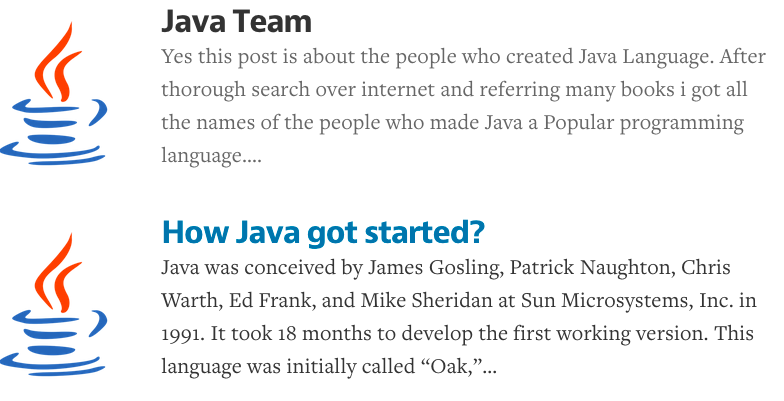 Java Team
Yes this post is about the people who created Java Language. After
thorough search over internet and referring many books i got all
the names of the people who made Java a Popular programming
language....
How Java got started?
Java was conceived by James Gosling, Patrick Naughton, Chris
Warth, Ed Frank, and Mike Sheridan at Sun Microsystems, Inc. in
1991. It took 18 months to develop the first working version. This
language was initially called “Oak,”...